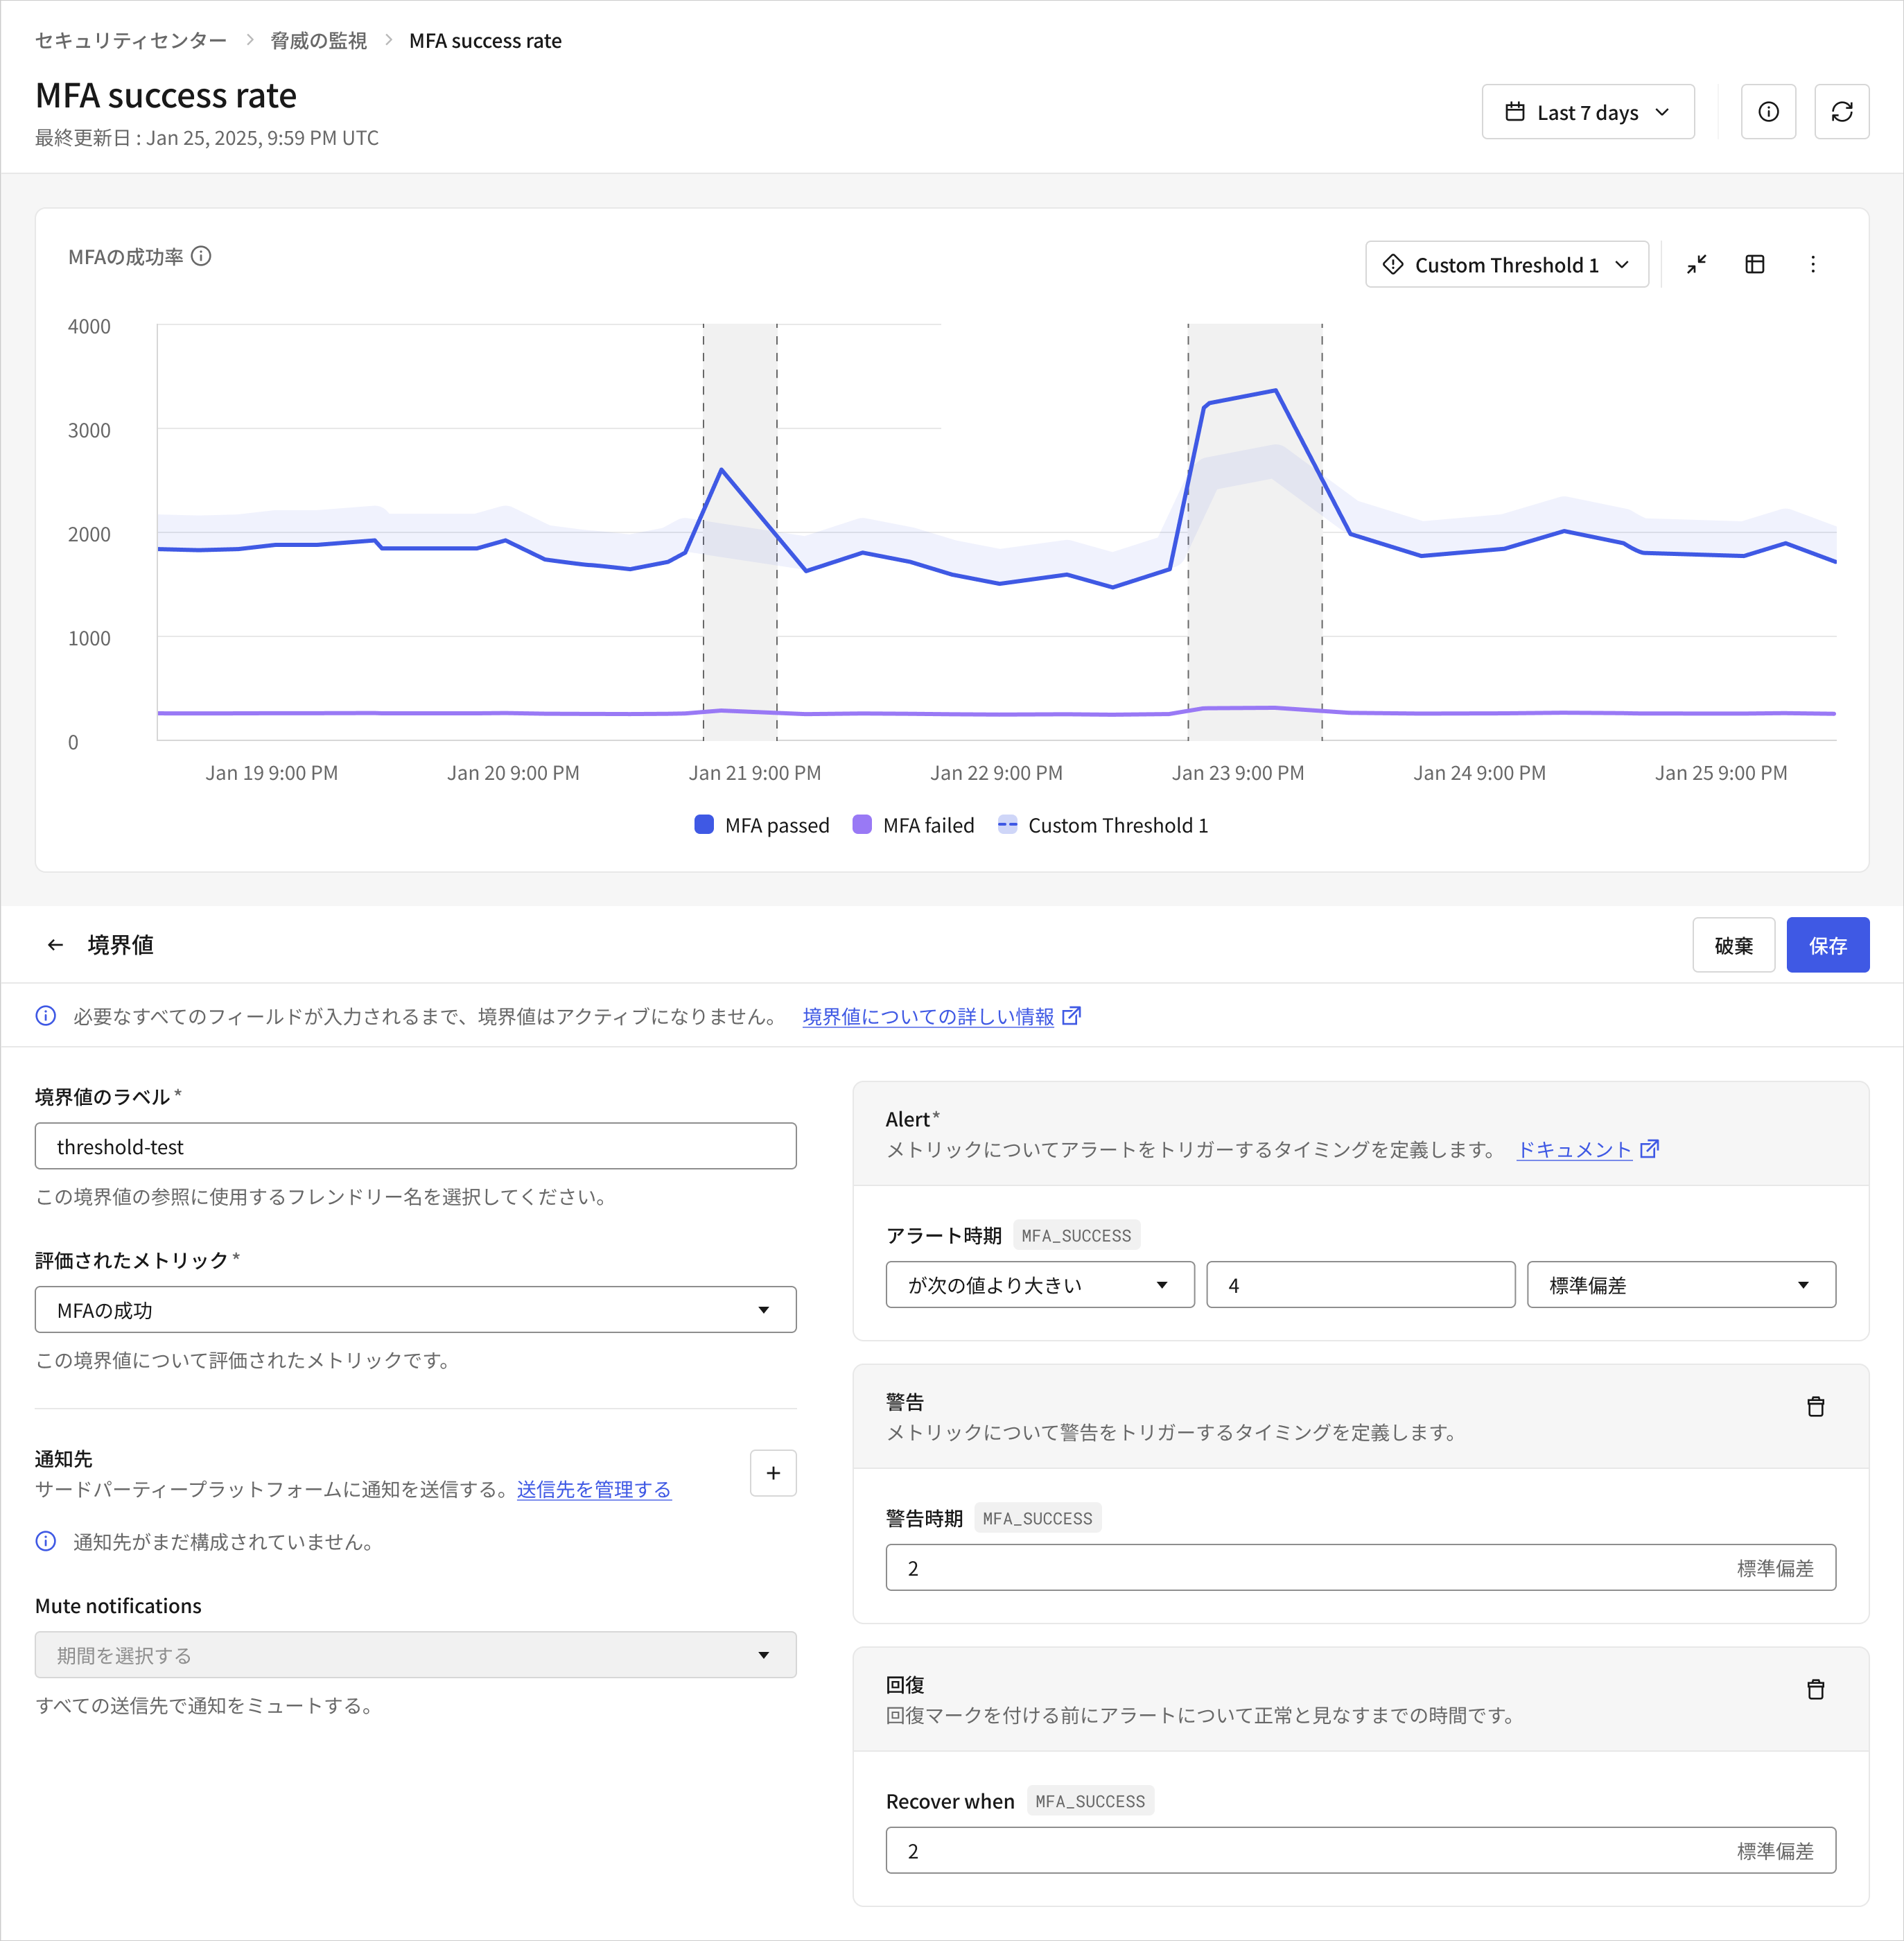 セキュリティセンター > 脅威の監視 > MFA success rate
MFA success rate
最終更新日 : Jan 25, 2025, 9:59 PM UTC
Last 7 days
MFAの成功率
Custom Threshold 1
4000
3000
2000
1000
0
Jan 19 9:00 PM
Jan 20 9:00 PM
Jan 21 9:00 PM
Jan 22 9:00 PM
Jan 23 9:00 PM
Jan 24 9:00 PM
Jan 25 9:00 PM
MFA passed
MFA failed
Custom Threshold 1
境界値
破棄
保存
必要なすべてのフィールドが入力されるまで、境界値はアクティブになりません。 境界値についての詳しい情報
境界値のラベル*
threshold-test
この境界値の参照に使用するフレンドリー名を選択してください。
評価されたメトリック*
MFAの成功
この境界値について評価されたメトリックです。
通知先
サードパーティープラットフォームに通知を送信する。送信先を管理する
通知先がまだ構成されていません。
Mute notifications
期間を選択する
すべての送信先で通知をミュートする。
Alert*
メトリックについてアラートをトリガーするタイミングを定義します。 ドキュメント
アラート時期 MFA_SUCCESS
が次の値より大きい
4
標準偏差
警告
メトリックについて警告をトリガーするタイミングを定義します。
警告時期 MFA_SUCCESS
2 標準偏差
回復
回復マークを付ける前にアラートについて正常と見なすまでの時間です。
Recover when MFA_SUCCESS
2 標準偏差